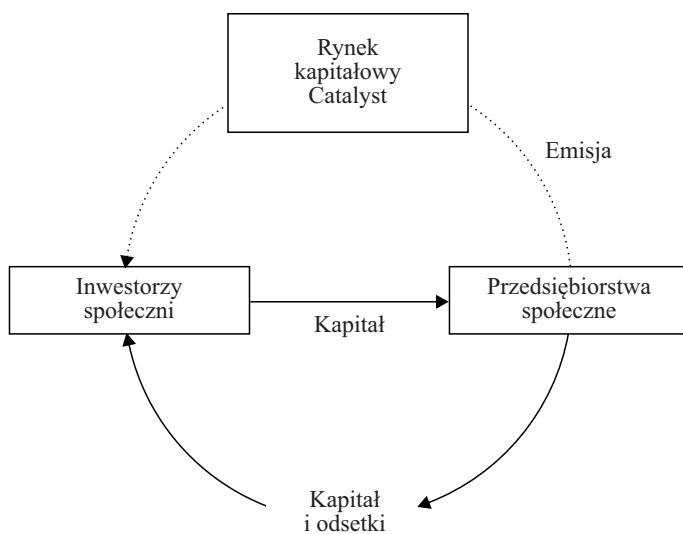 Rynek
kapitałowy
Catalyst
Emisja
Inwestorzy
społeczni
Kapitał
Przedsiębiorstwa
społeczne
Kapitał
i odsetki